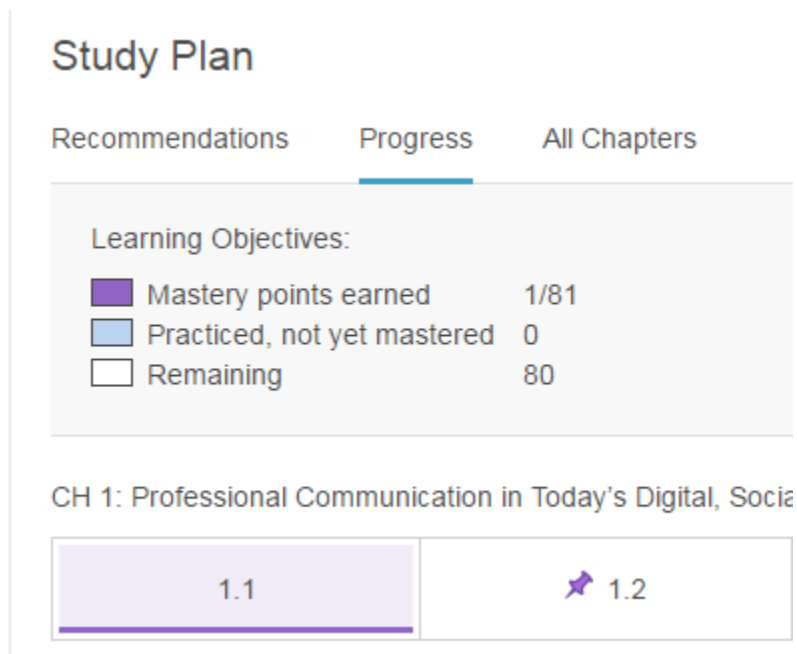 Study Plan
Recommendations Progress All Chapters
Learning Objectives:
Mastery points earned 1/81
Practiced, not yet mastered 0
Remaining 80
CH 1: Professional Communication in Today's Digital,
1.1 1.2